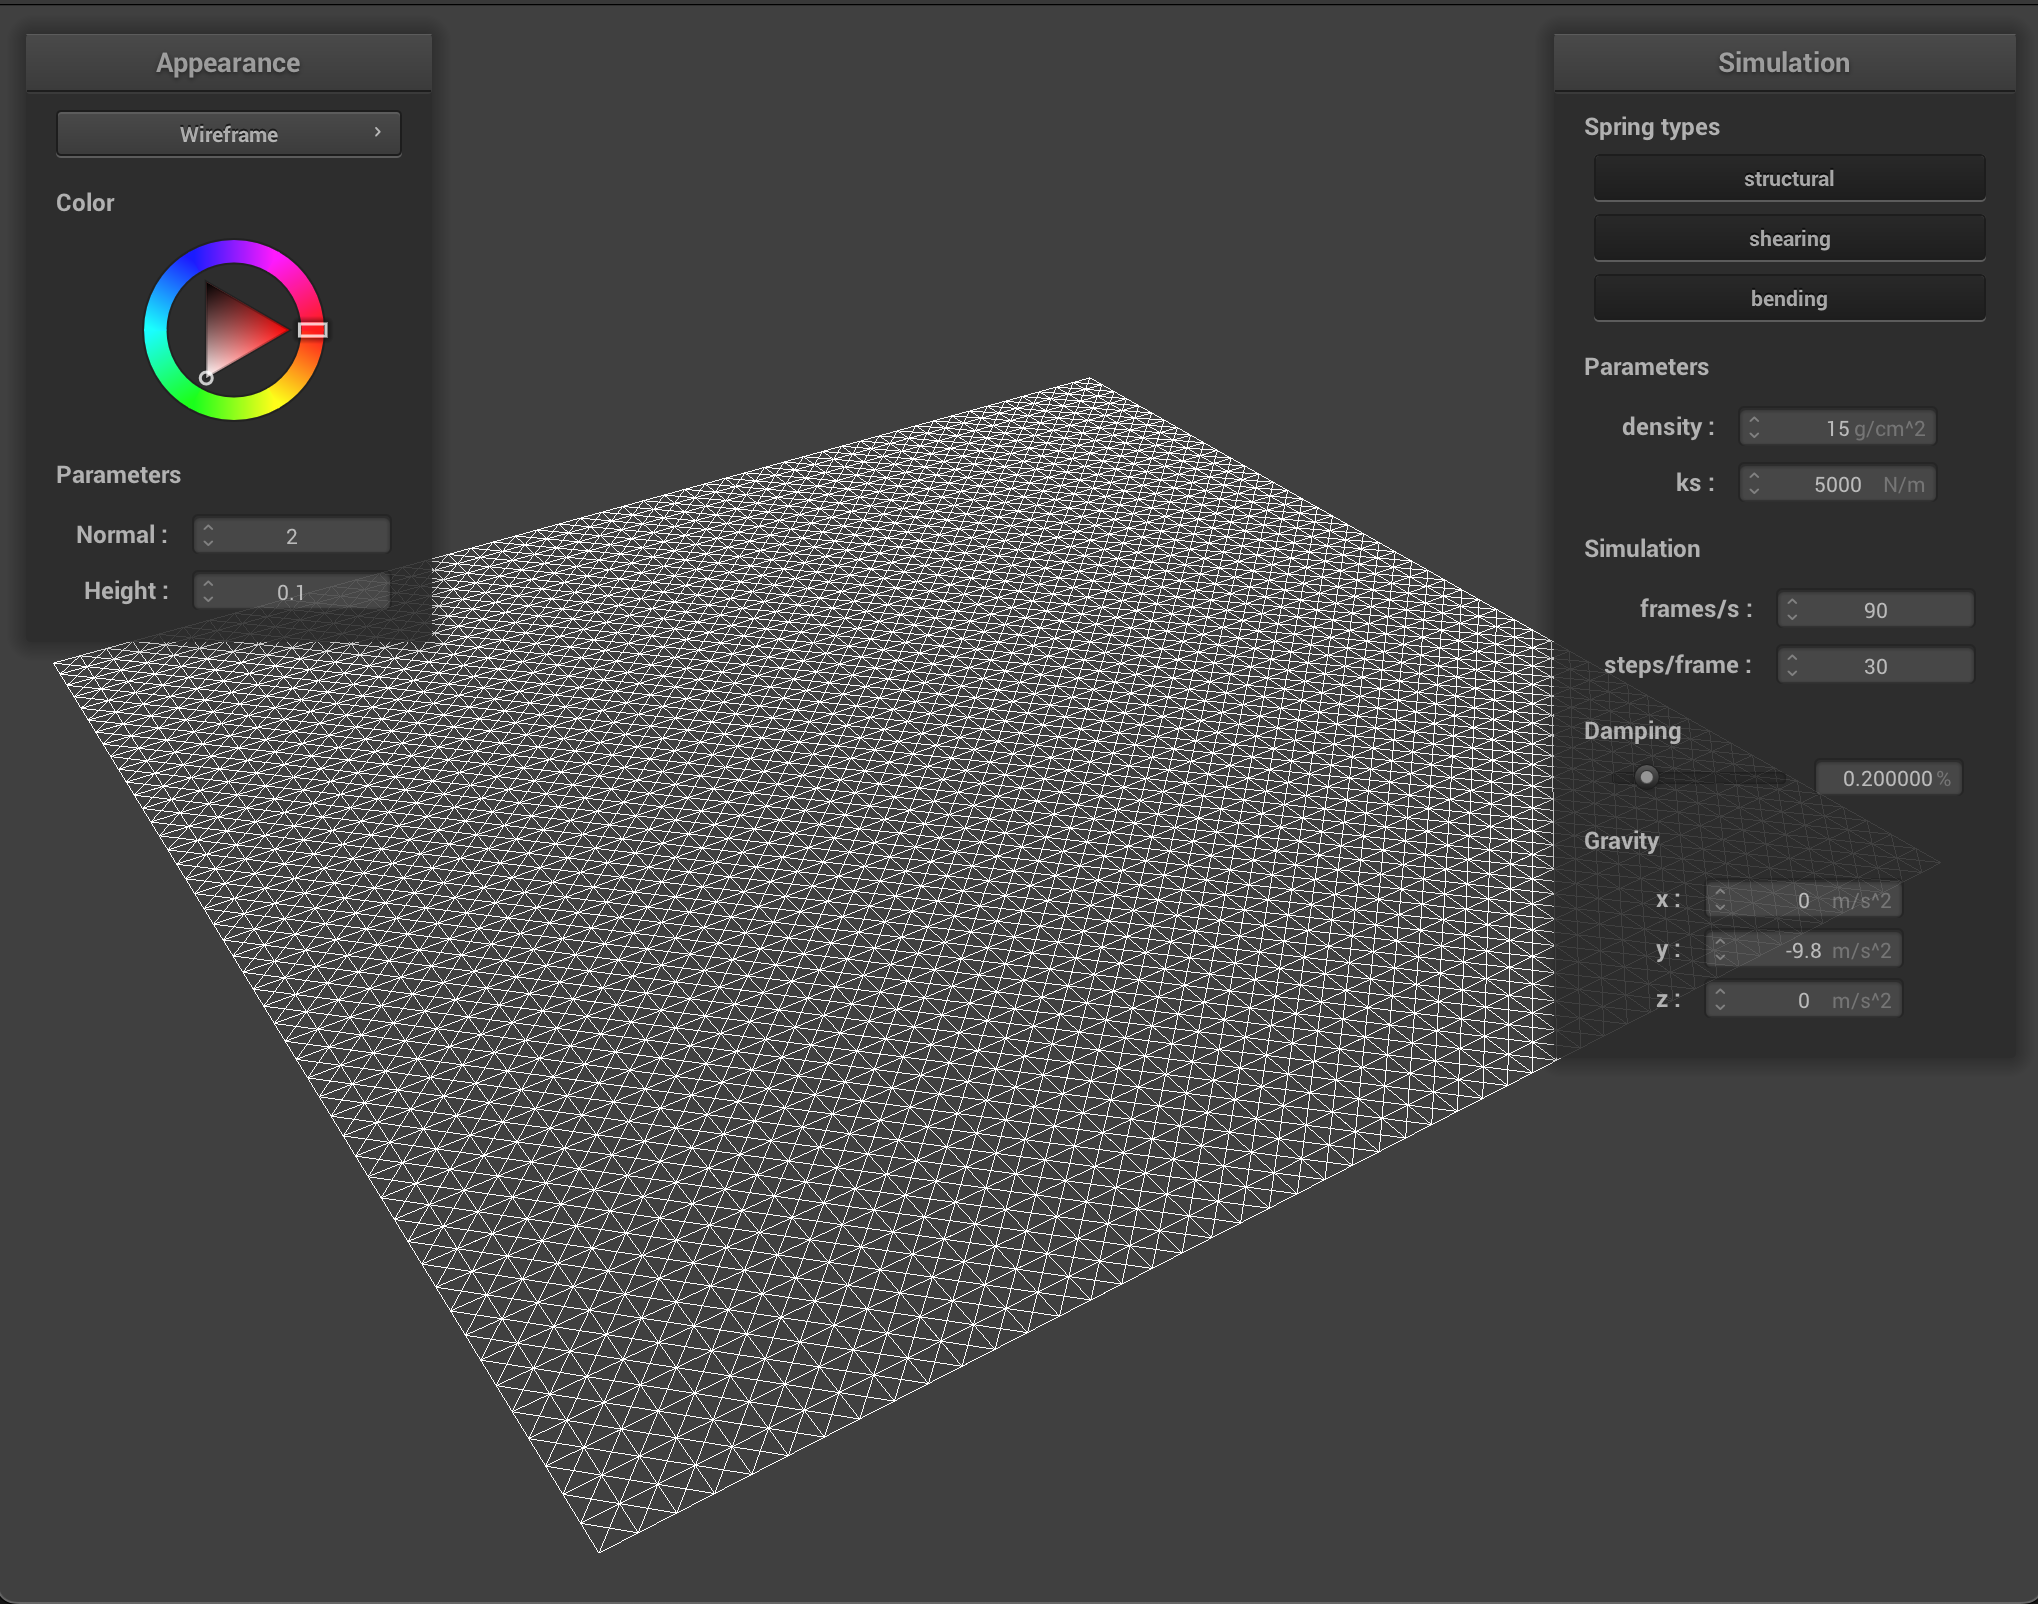 Appearance
Wireframe
Color
Parameters
Normal : 2
Height : 0.1
Simulation
Spring types
structural
shearing
bending
Parameters
density : 15 g/cm^2
ks : 5000 N/m
Simulation
frames/s : 90
steps/frame : 30
Damping
0.200000 %
Gravity
x : 0 m/s^2
y : -9.8 m/s^2
z : 0 m/s^2